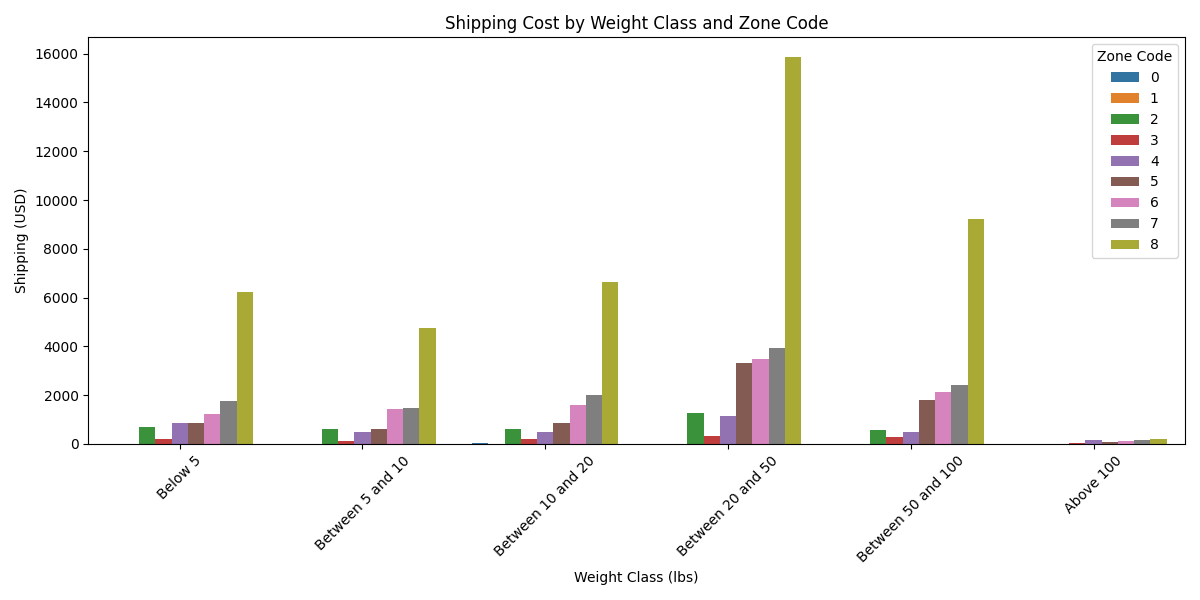 Shipping Cost by Weight Class and Zone Code
Shipping (USD)
16000
14000
12000
10000
8000
6000
4000
2000
0
Zone Code
0
1
2
3
4
5
6
7
8
Below 5
Between 5 and 10
Between 10 and 20
Between 20 and 50
Between 50 and 100
Above 100
Weight Class (lbs)